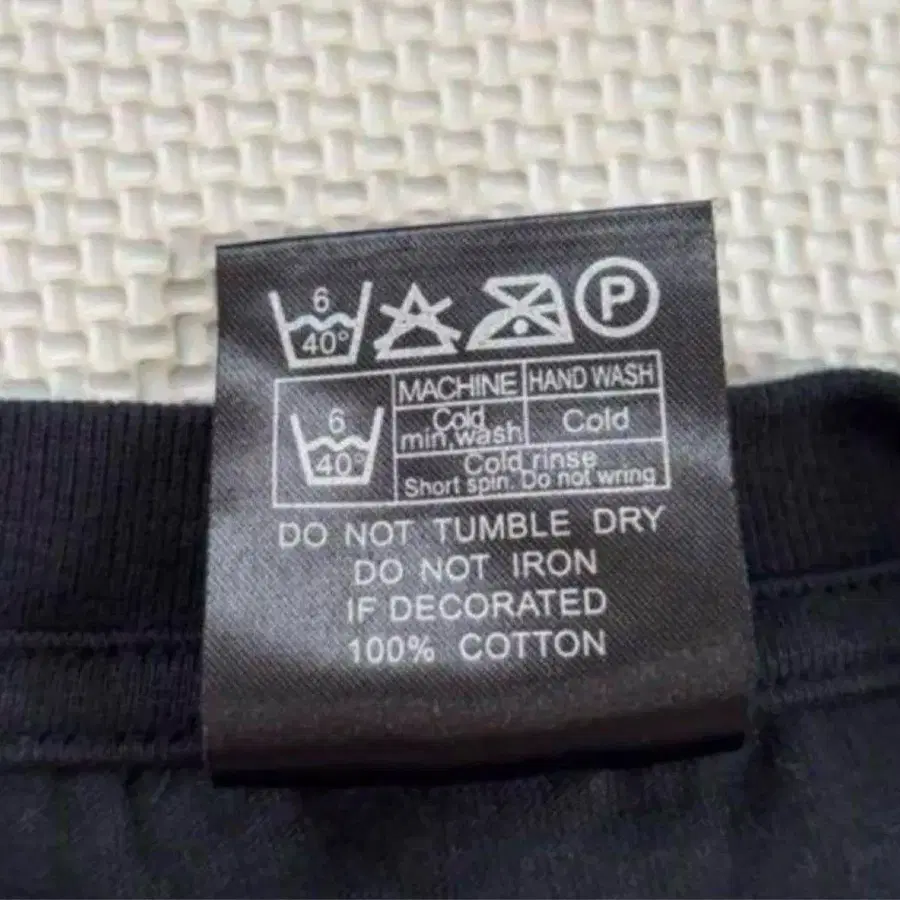 6
40°
P
MACHINE HAND WASH
6
40°
Cold
min,wash
Cold
Cold rinse
Short spin. Do not wring
DO NOT TUMBLE DRY
DO NOT IRON
IF DECORATED
100% COTTON